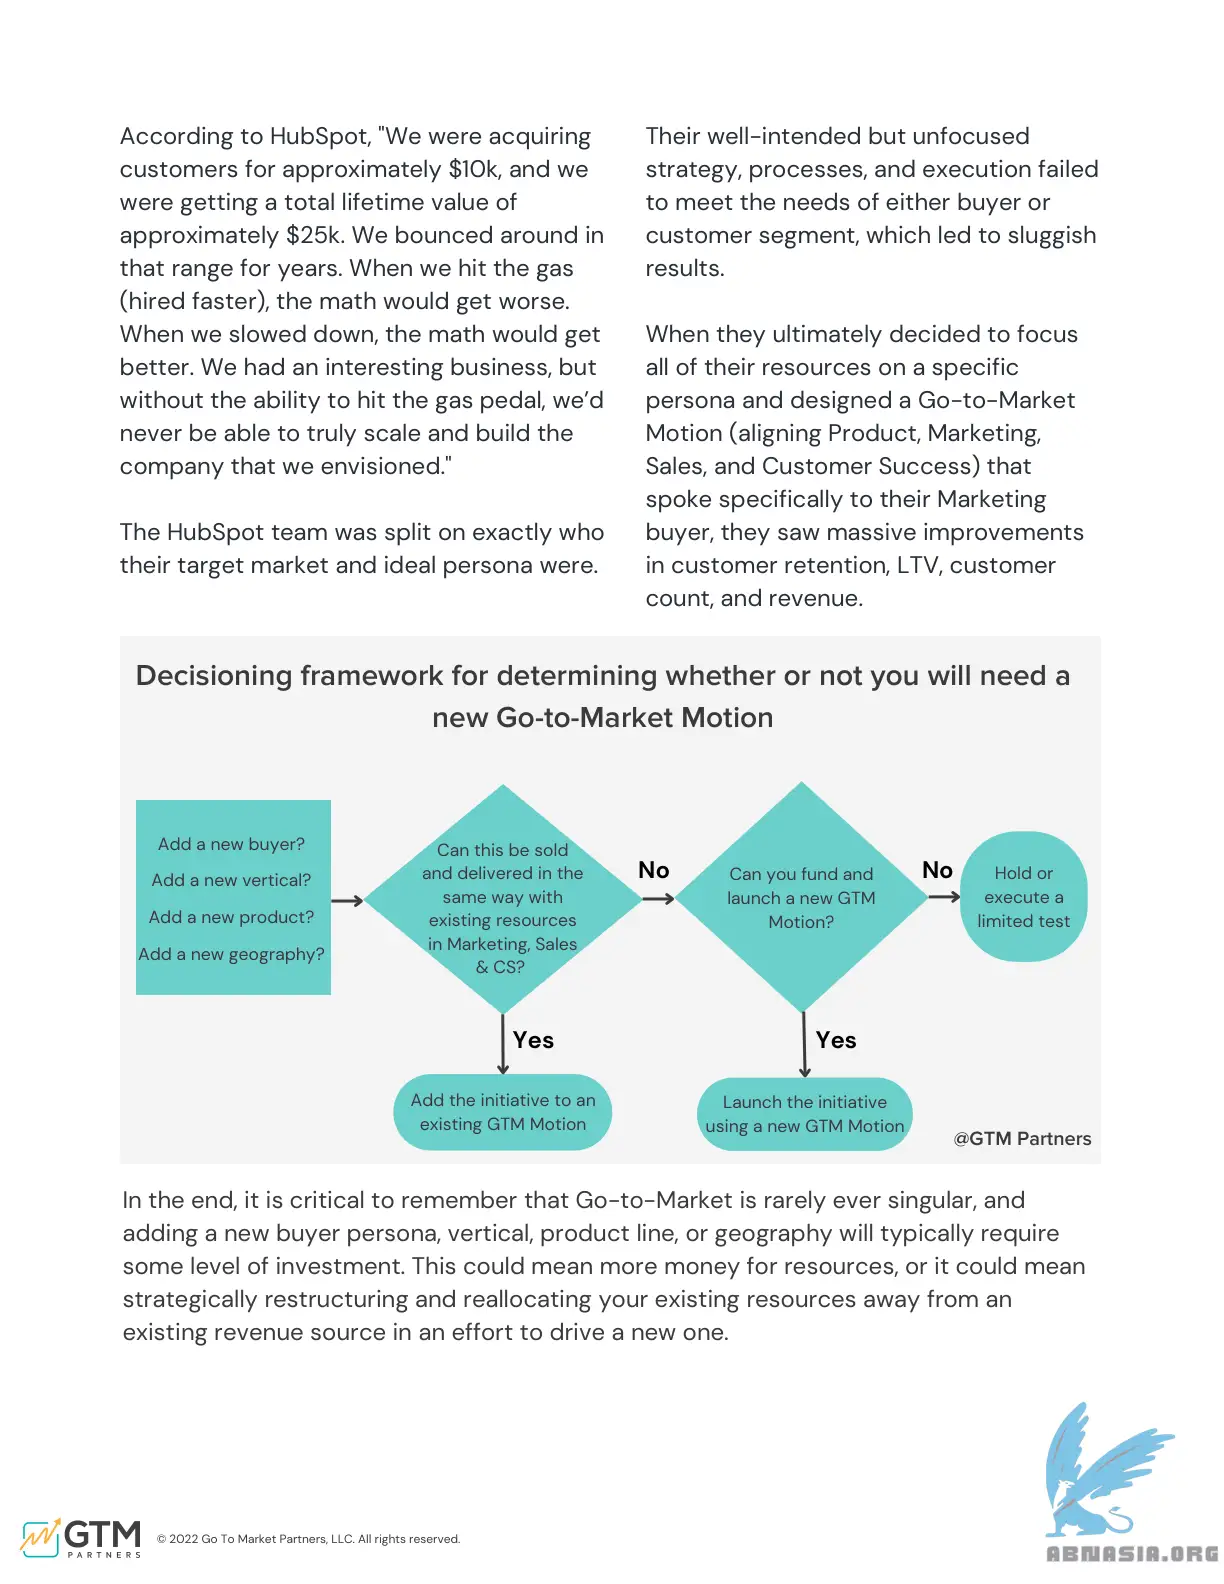 According to HubSpot, "We were acquiring
customers for approximately $10k, and we
were getting a total lifetime value of
approximately $25k. We bounced around in
that range for years. When we hit the gas
(hired faster), the math would get worse.
When we slowed down, the math would get
better. We had an interesting business, but
without the ability to hit the gas pedal, we’d
never be able to truly scale and build the
company that we envisioned."
The HubSpot team was split on exactly who
their target market and ideal persona were.
Their well-intended but unfocused
strategy, processes, and execution failed
to meet the needs of either buyer or
customer segment, which led to sluggish
results.
When they ultimately decided to focus
all of their resources on a specific
persona and designed a Go-to-Market
Motion (aligning Product, Marketing,
Sales, and Customer Success) that
spoke specifically to their Marketing
buyer, they saw massive improvements
in customer retention, LTV, customer
count, and revenue.
Decisioning framework for determining whether or not you will need a
new Go-to-Market Motion
Add a new buyer?
Add a new vertical?
Add a new product?
Add a new geography?
Can this be sold
and delivered in the
same way with
existing resources
in Marketing, Sales
& CS?
No
Can you fund and
launch a new GTM
Motion?
No
Hold or
execute a
limited test
Yes
Yes
Add the initiative to an
existing GTM Motion
Launch the initiative
using a new GTM Motion
@GTM Partners
In the end, it is critical to remember that Go-to-Market is rarely ever singular, and
adding a new buyer persona, vertical, product line, or geography will typically require
some level of investment. This could mean more money for resources, or it could mean
strategically restructuring and reallocating your existing resources away from an
existing revenue source in an effort to drive a new one.
GTM
PARTNERS
© 2022 Go To Market Partners, LLC. All rights reserved.
ABNASIA.ORG